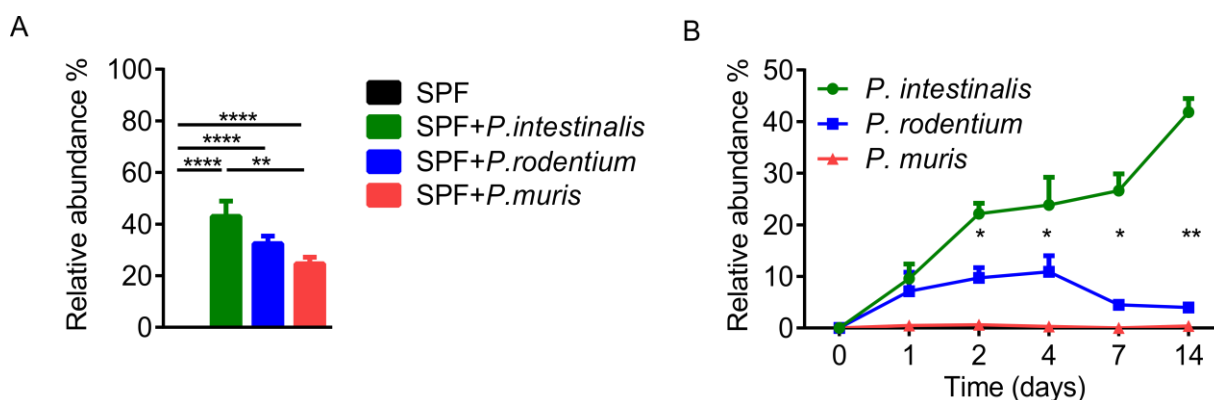 A
Relative abundance %
100
80
60
40
20
0
****
****
**** **
SPF
SPF+P.intestinalis
SPF+P.rodentium
SPF+P.muris
B
Relative abundance %
50
40
30
20
10
0
P. intestinalis
P. rodentium
P. muris
* * * **
0 1 2 4 7 14
Time (days)